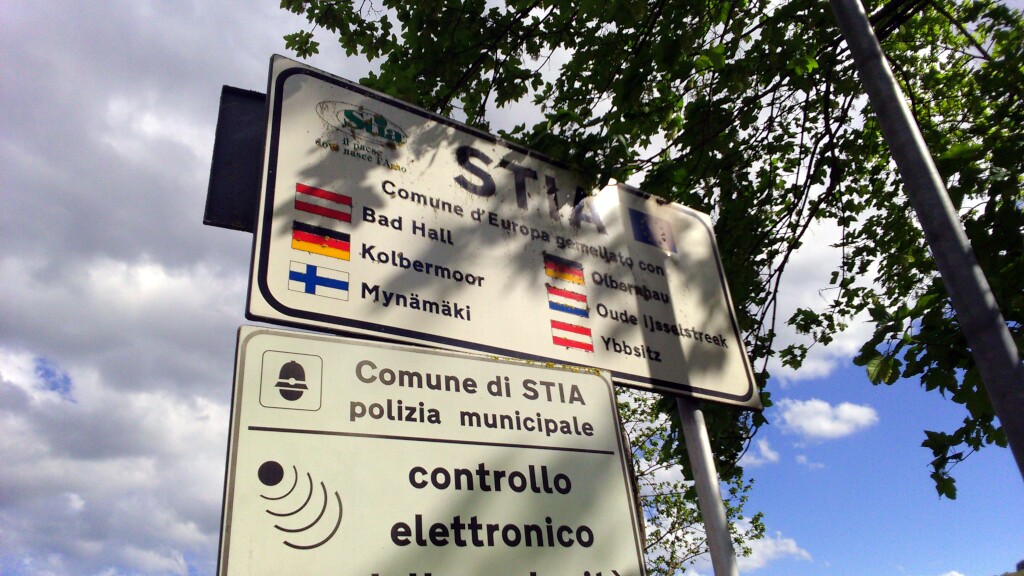 Stia
il paese
dove nasce l'Arno
STIA
Comune d'Europa gemellato con
Bad Hall
Kolbermoor
Mynämäki
Olbernhau
Oude IJsselstreek
Ybbsitz
Comune di STIA
polizia municipale
controllo
elettronico